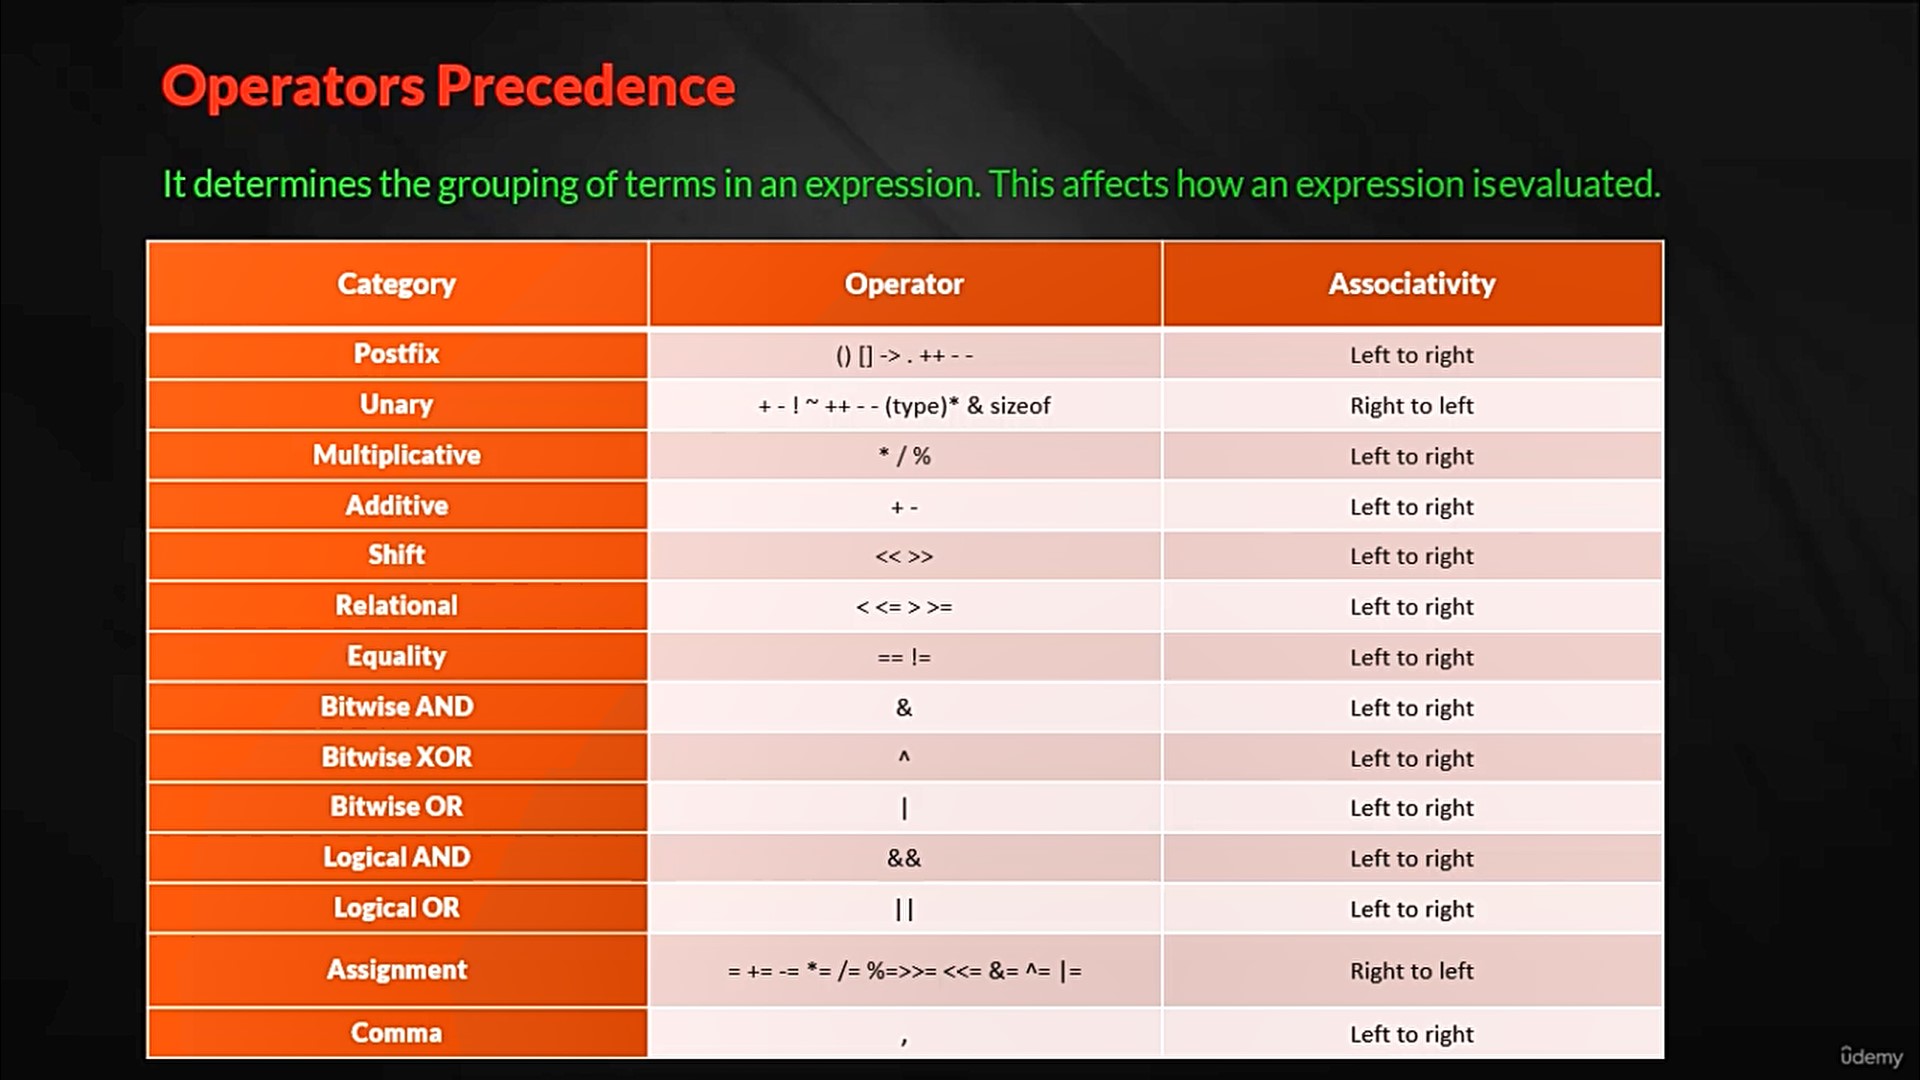 Operators Precedence
It determines the grouping of terms in an expression. This affects how an expression isevaluated.
Category Operator Associativity
Postfix () [] -> . ++ - - Left to right
Unary + - ! ~ ++ - - (type)* & sizeof Right to left
Multiplicative * / % Left to right
Additive + - Left to right
Shift << >> Left to right
Relational < <= > >= Left to right
Equality == != Left to right
Bitwise AND & Left to right
Bitwise XOR ^ Left to right
Bitwise OR | Left to right
Logical AND && Left to right
Logical OR || Left to right
Assignment = += -= *= /= %=>>= <<= &= ^= |= Right to left
Comma , Left to right
ûdemy